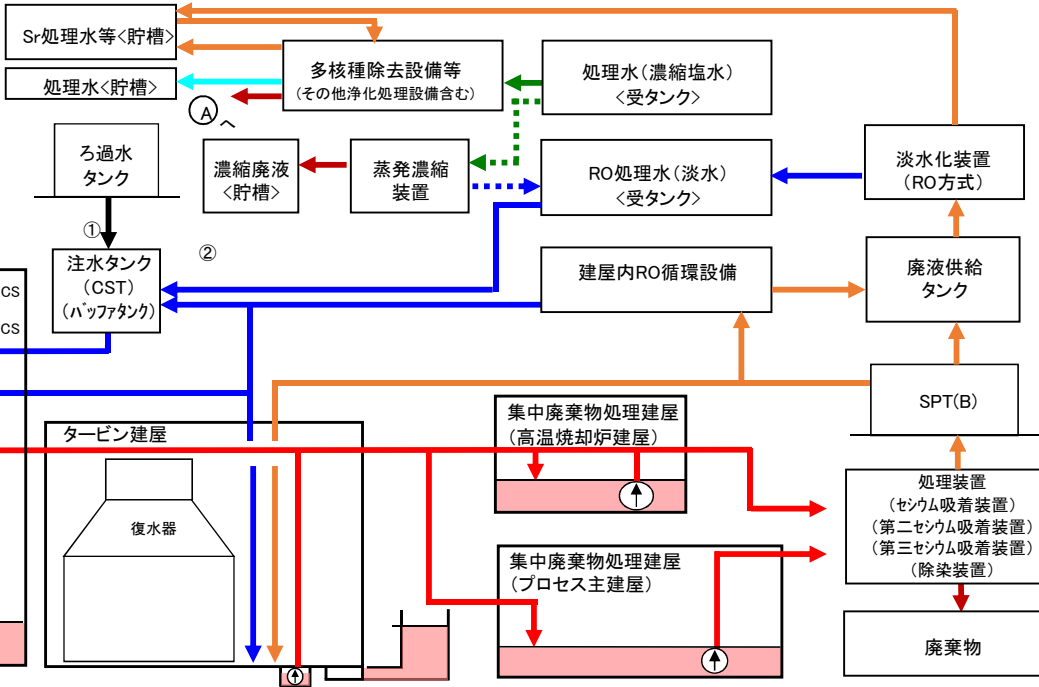 Sr処理水等<貯槽>
処理水<貯槽>
多核種除去設備等
(その他浄化処理設備含む)
処理水(濃縮塩水)
<受タンク>
A へ
ろ過水
タンク
濃縮廃液
<貯槽>
蒸発濃縮
装置
RO処理水(淡水)
<受タンク>
淡水化装置
(RO方式)
①
②
注水タンク
(CST)
(バッファタンク)
建屋内RO循環設備
廃液供給
タンク
CS
CS
SPT(B)
タービン建屋
復水器
集中廃棄物処理建屋
(高温焼却炉建屋)
集中廃棄物処理建屋
(プロセス主建屋)
処理装置
(セシウム吸着装置)
(第二セシウム吸着装置)
(第三セシウム吸着装置)
(除染装置)
廃棄物